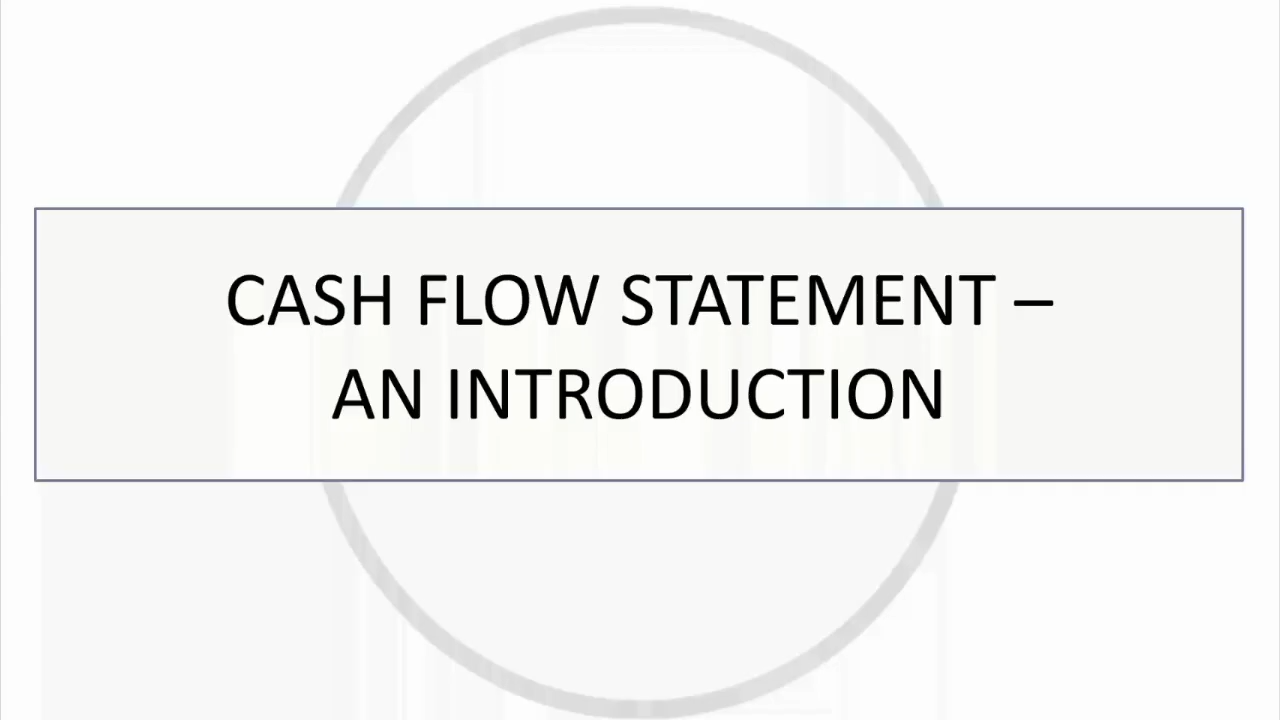 CASH FLOW STATEMENT –
AN INTRODUCTION